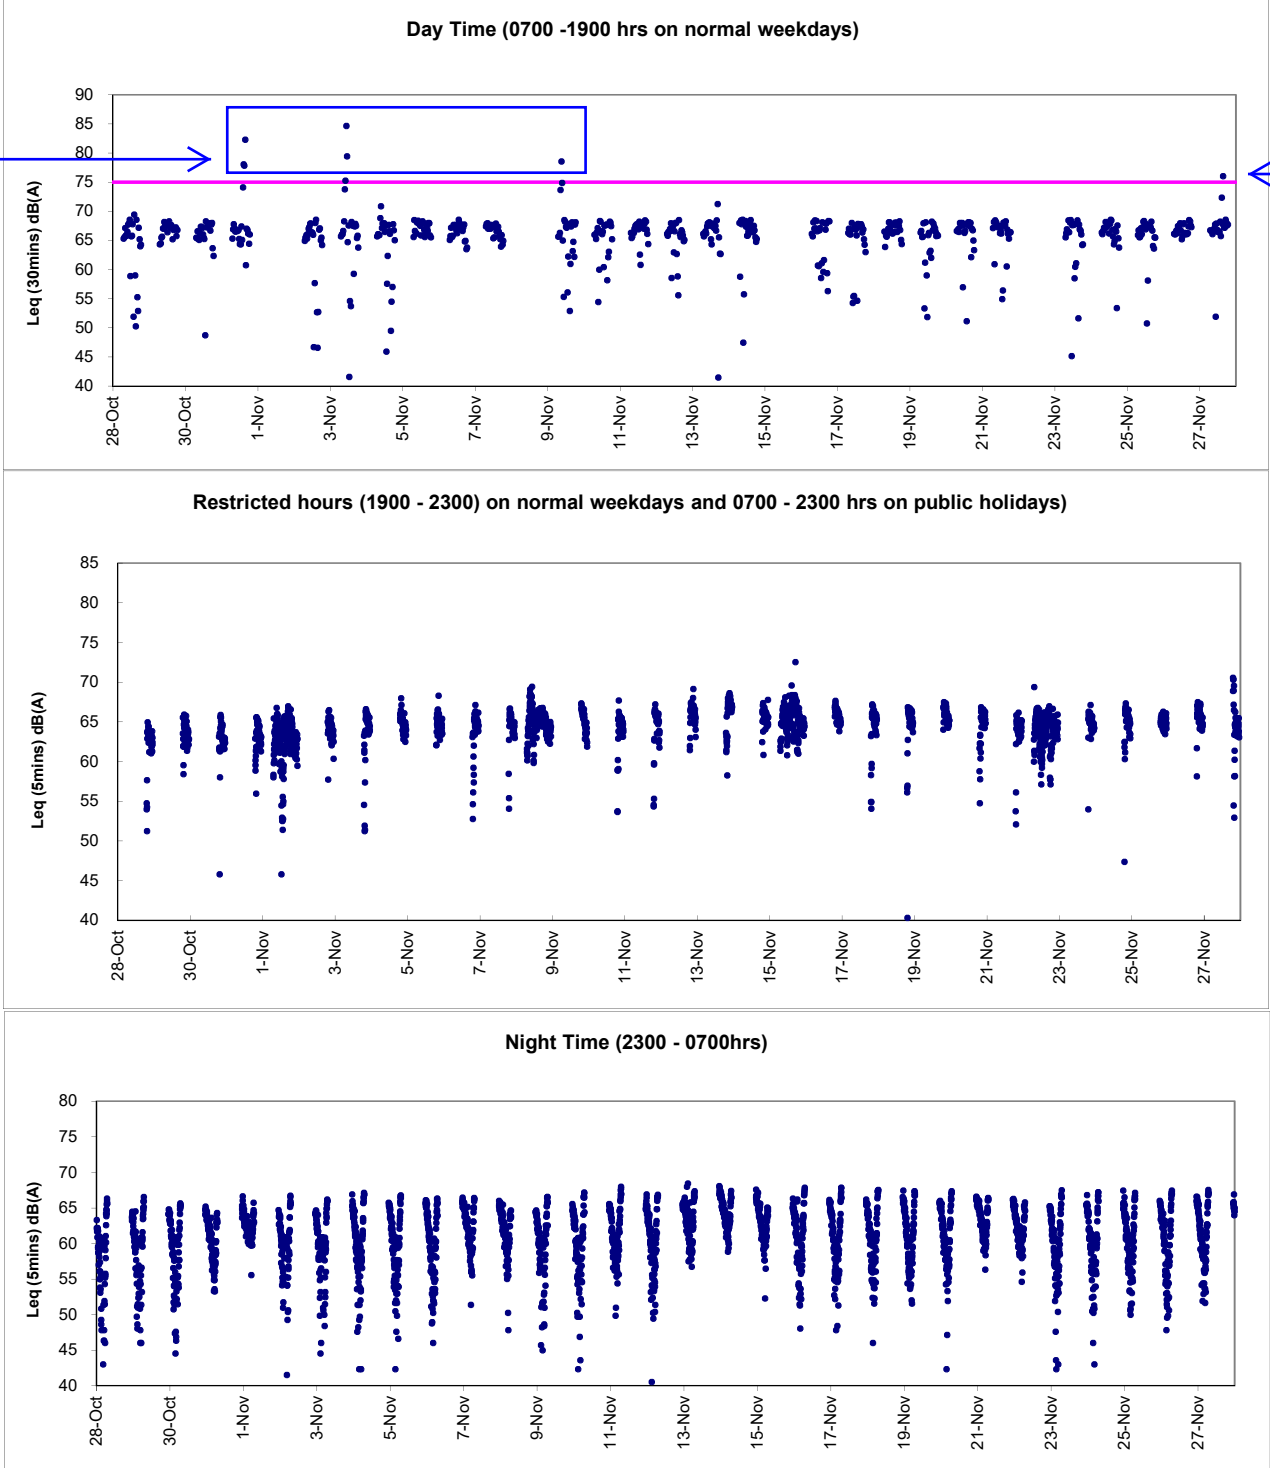 Day Time (0700 -1900 hrs on normal weekdays)
Leq (30mins) dB(A)
90
85
80
75
70
65
60
55
50
45
40
28-Oct
30-Oct
1-Nov
3-Nov
5-Nov
7-Nov
9-Nov
11-Nov
13-Nov
15-Nov
17-Nov
19-Nov
21-Nov
23-Nov
25-Nov
27-Nov
Restricted hours (1900 - 2300) on normal weekdays and 0700 - 2300 hrs on public holidays)
Leq (5mins) dB(A)
85
80
75
70
65
60
55
50
45
40
28-Oct
30-Oct
1-Nov
3-Nov
5-Nov
7-Nov
9-Nov
11-Nov
13-Nov
15-Nov
17-Nov
19-Nov
21-Nov
23-Nov
25-Nov
27-Nov
Night Time (2300 - 0700hrs)
Leq (5mins) dB(A)
80
75
70
65
60
55
50
45
40
28-Oct
30-Oct
1-Nov
3-Nov
5-Nov
7-Nov
9-Nov
11-Nov
13-Nov
15-Nov
17-Nov
19-Nov
21-Nov
23-Nov
25-Nov
27-Nov